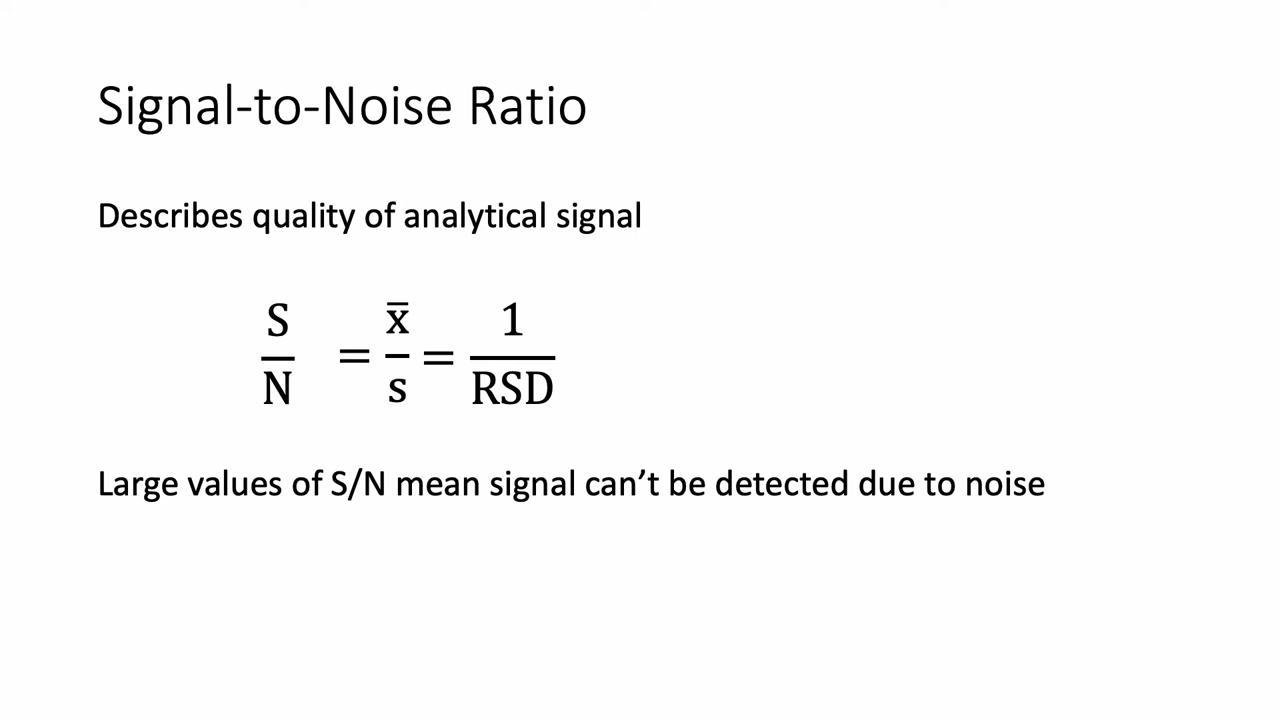 Signal-to-Noise Ratio
Describes quality of analytical signal
S/N = x̄/s = 1/RSD
Large values of S/N mean signal can’t be detected due to noise